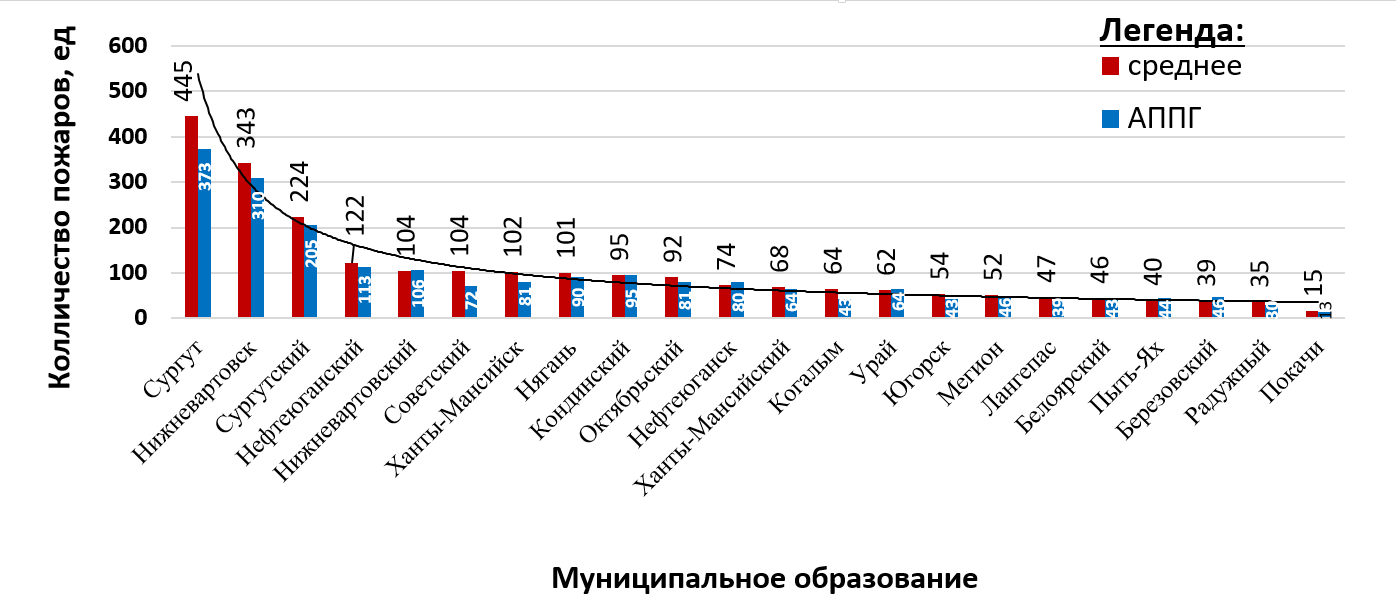 Колличество пожаров, ед
Легенда:
среднее
АППГ
600
500
400
300
200
100
0
445
343
224
122
104
104
102
101
95
92
74
68
64
62
54
52
47
46
40
39
35
15
373
310
205
113
106
72
81
90
95
81
80
64
43
64
43
46
39
43
44
46
30
13
Сургут
Нижневартовск
Сургутский
Нефтеюганский
Нижневартовский
Советский
Ханты-Мансийск
Нягань
Кондинский
Октябрьский
Нефтеюганск
Ханты-Мансийский
Когалым
Урай
Югорск
Мегион
Лангепас
Белоярский
Пыть-Ях
Березовский
Радужный
Покачи
Муниципальное образование